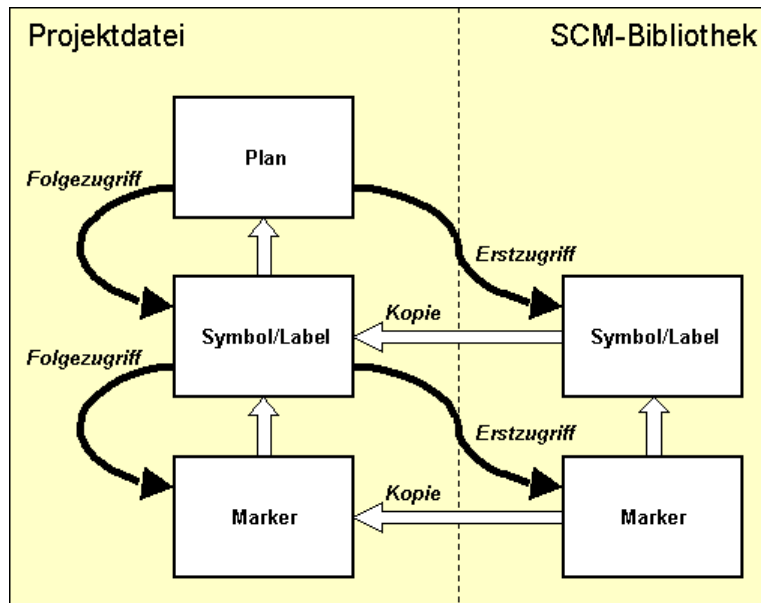 Projektdatei
SCM-Bibliothek
Plan
Folgezugriff
Erstzugriff
Kopie
Symbol/Label
Symbol/Label
Folgezugriff
Erstzugriff
Kopie
Marker
Marker